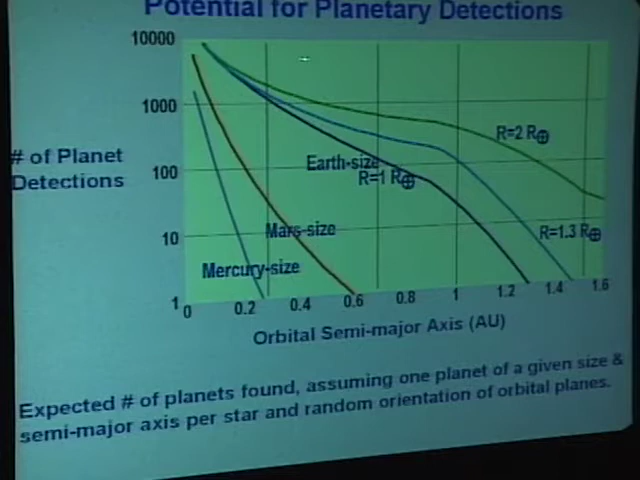 Potential for Planetary Detections
10000
1000
100
10
1
# of Planet
Detections
R=2 R⊕
Earth-size
R=1 R⊕
R=1.3 R⊕
Mars-size
Mercury-size
0 0.2 0.4 0.6 0.8 1 1.2 1.4 1.6
Orbital Semi-major Axis (AU)
Expected # of planets found, assuming one planet of a given size &
semi-major axis per star and random orientation of orbital planes.